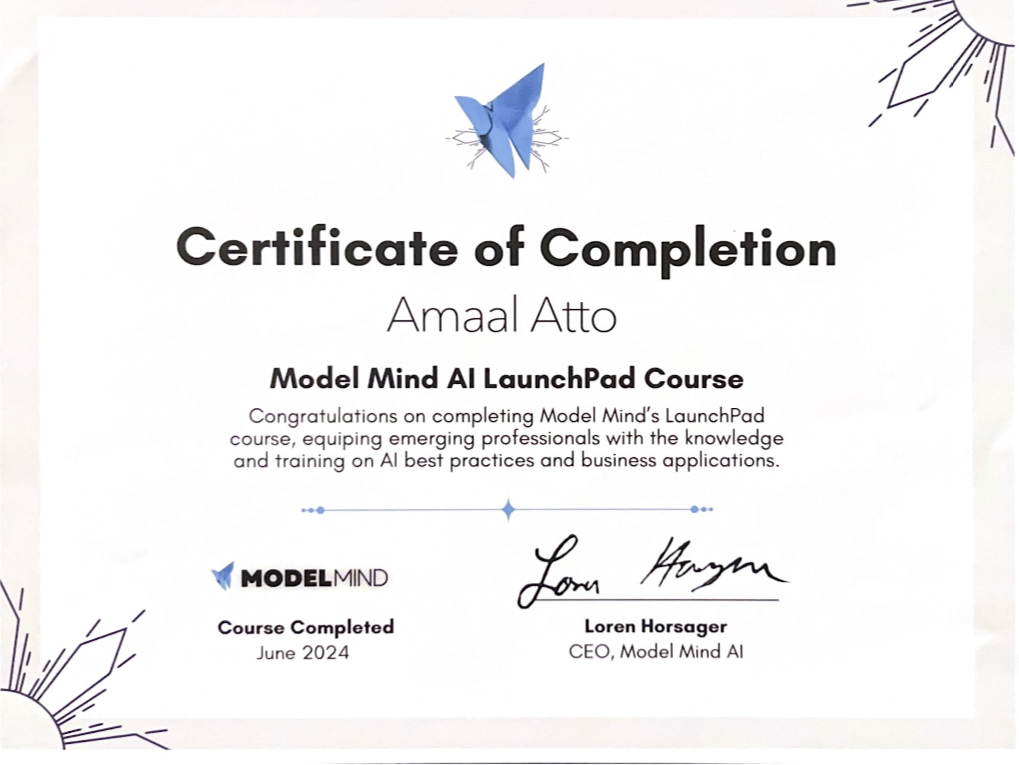 Certificate of Completion
Amaal Atto
Model Mind AI LaunchPad Course
Congratulations on completing Model Mind's LaunchPad
course, equiping emerging professionals with the knowledge
and training on AI best practices and business applications.
MODELMIND
Course Completed
June 2024
Loren Horsager
Loren Horsager
CEO, Model Mind AI